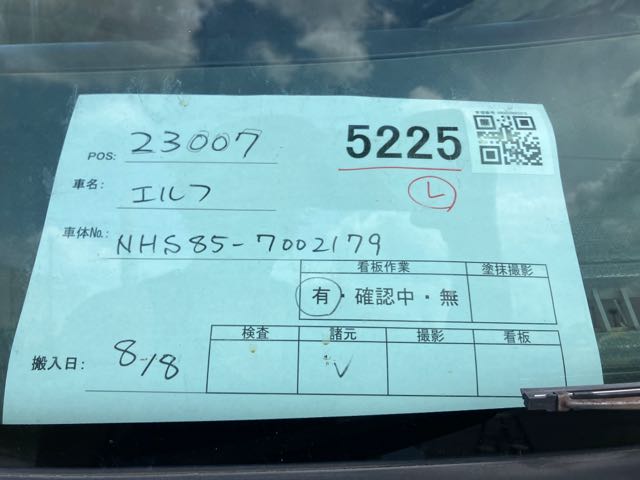 POS: 23007
5225
車名: エルフ
L
車体No.: NHS85-7002179
看板作業
塗抹撮影
有・確認中・無
検査
諸元
撮影
看板
搬入日: 8/8
V